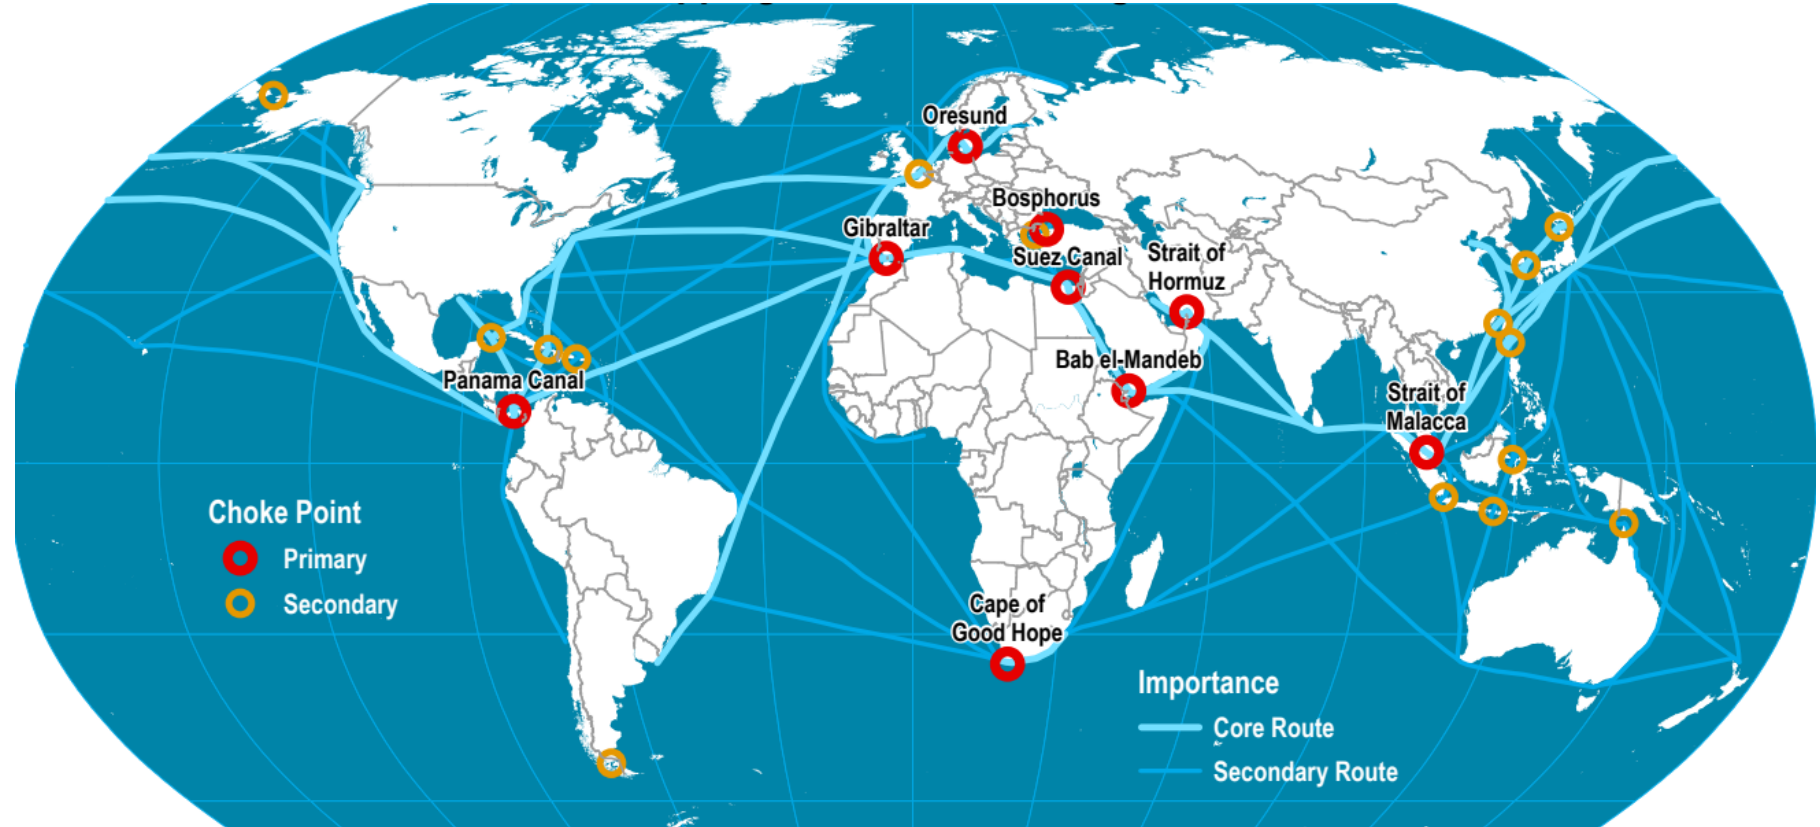 Oresund
Bosphorus
Gibraltar
Suez Canal
Strait of
Hormuz
Bab el-Mandeb
Panama Canal
Strait of
Malacca
Choke Point
Primary
Secondary
Cape of
Good Hope
Importance
Core Route
Secondary Route